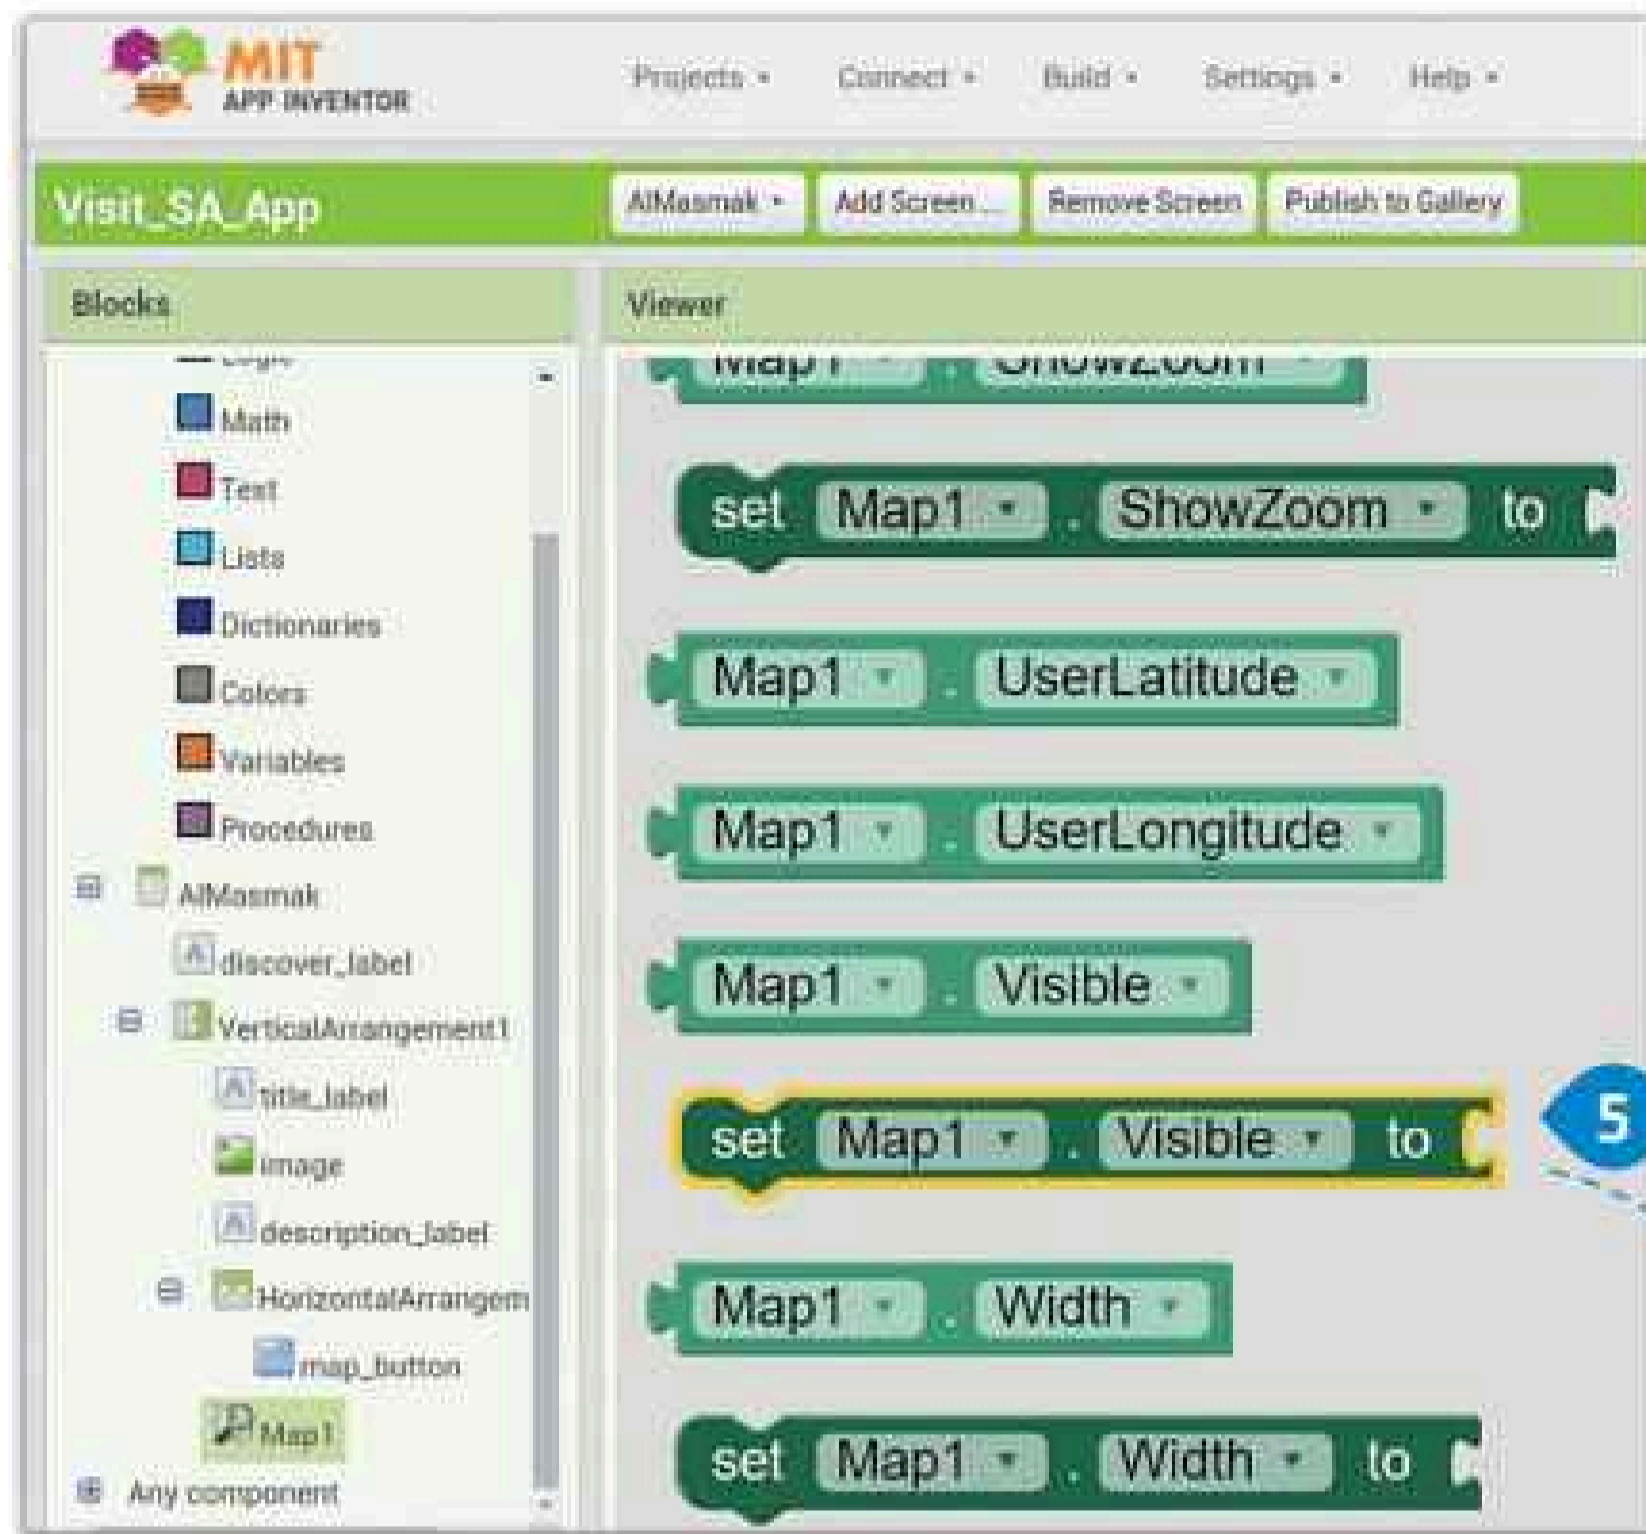 MIT
APP INVENTOR
Projects Connect Build Settings Help
Visit_SA_App
AlMasmak Add Screen ... Remove Screen Publish to Gallery
Blocks
Viewer
Logic
Math
Text
Lists
Dictionaries
Colors
Variables
Procedures
AlMasmak
discover_label
VerticalArrangement1
title_label
image
description_label
HorizontalArrangem
map_button
Map1
Any component
Map1 . ShowZoom
set Map1 . ShowZoom to
Map1 . UserLatitude
Map1 . UserLongitude
Map1 . Visible
set Map1 . Visible to
5
Map1 . Width
set Map1 . Width to